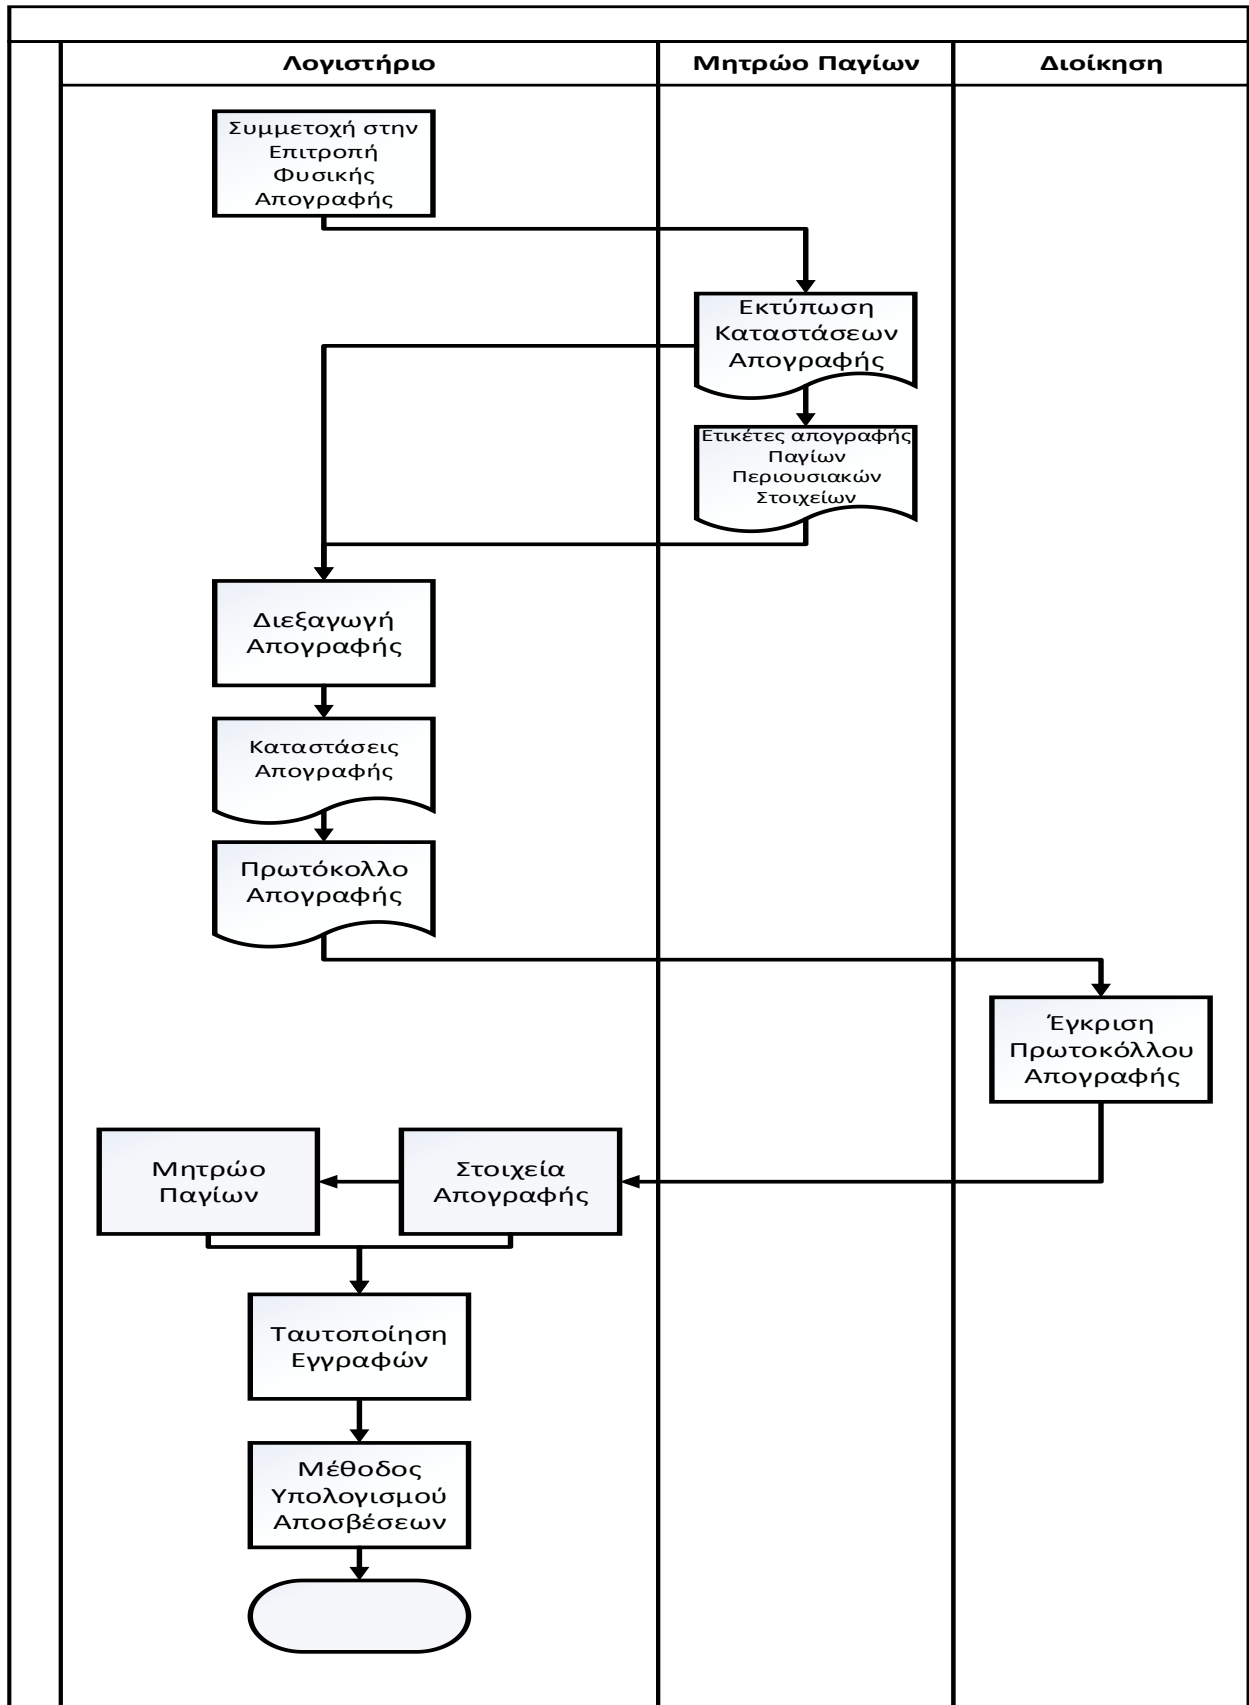 Λογιστήριο
Μητρώο Παγίων
Διοίκηση
Συμμετοχή στην
Επιτροπή
Φυσικής
Απογραφής
Εκτύπωση
Καταστάσεων
Απογραφής
Ετικέτες απογραφής
Παγίων
Περιουσιακών
Στοιχείων
Διεξαγωγή
Απογραφής
Καταστάσεις
Απογραφής
Πρωτόκολλο
Απογραφής
Έγκριση
Πρωτοκόλλου
Απογραφής
Μητρώο
Παγίων
Στοιχεία
Απογραφής
Ταυτοποίηση
Εγγραφών
Μέθοδος
Υπολογισμού
Αποσβέσεων